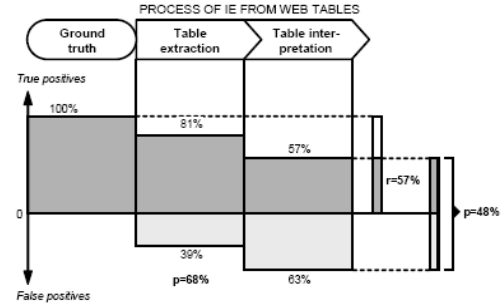 PROCESS OF IE FROM WEB TABLES
Ground
truth
Table
extraction
Table inter-
pretation
True positives
100%
81%
57%
r=57%
0
p=48%
39%
p=68%
63%
False positives